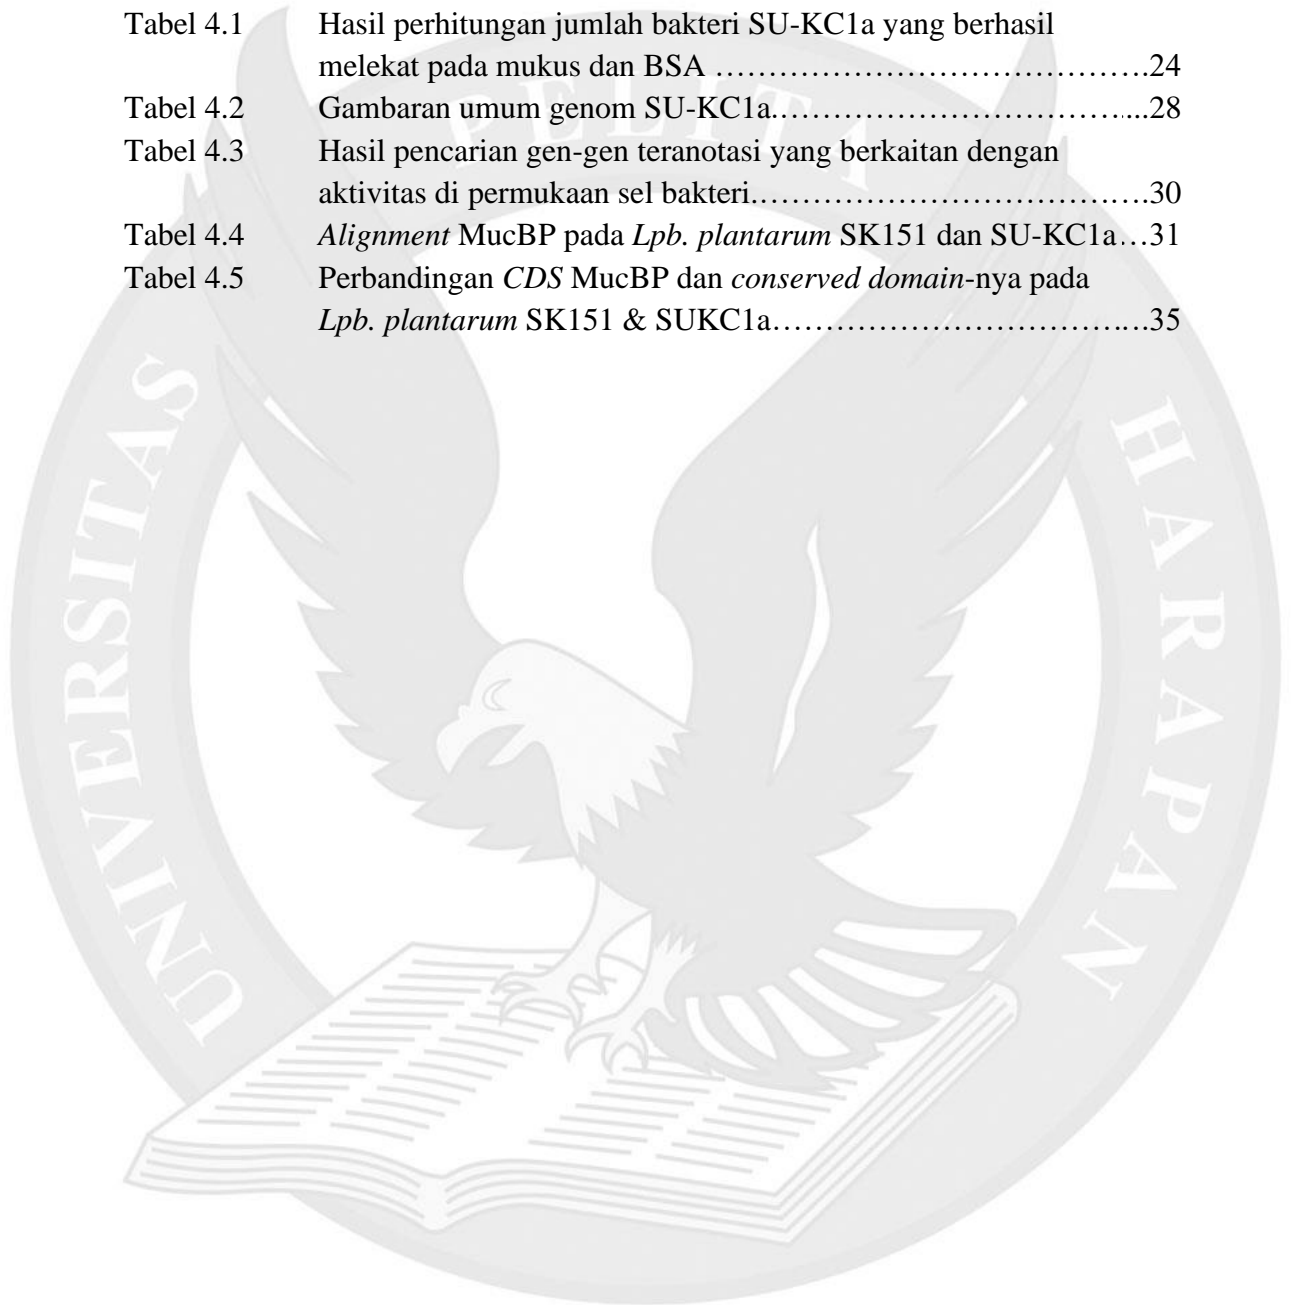 Tabel 4.1 Hasil perhitungan jumlah bakteri SU-KC1a yang berhasil
melekat pada mukus dan BSA ……………………………………….24
Tabel 4.2 Gambaran umum genom SU-KC1a.……………………………...28
Tabel 4.3 Hasil pencarian gen-gen teranotasi yang berkaitan dengan
aktivitas di permukaan sel bakteri.………………………………….30
Tabel 4.4 Alignment MucBP pada Lpb. plantarum SK151 dan SU-KC1a…31
Tabel 4.5 Perbandingan CDS MucBP dan conserved domain-nya pada
Lpb. plantarum SK151 & SUKC1a…………………………….…35
UNIVERSITAS PELITA HARAPAN